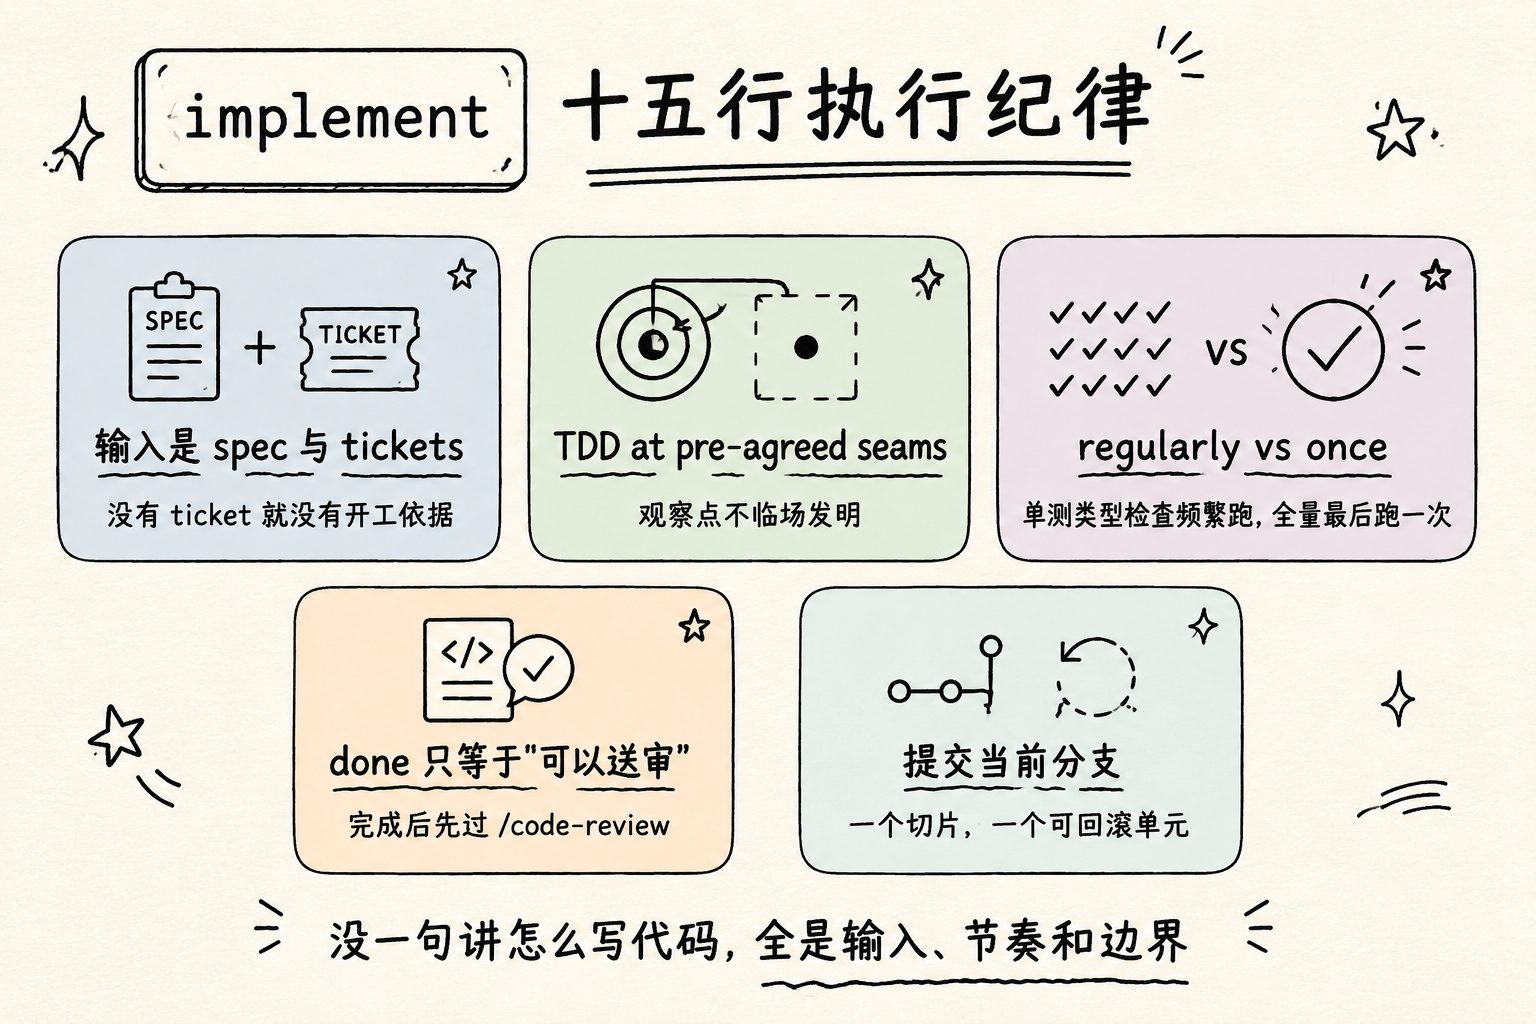 implement 十五行执行纪律
SPEC
+
TICKET
输入是 spec 与 tickets
没有 ticket 就没有开工依据
TDD at pre-agreed seams
观察点不临场发明
vs
regularly vs once
单测类型检查频繁跑, 全量最后跑一次
</>
done 只等于"可以送审"
完成后先过 /code-review
提交当前分支
一个切片，一个可回滚单元
没一句讲怎么写代码, 全是输入、节奏和边界